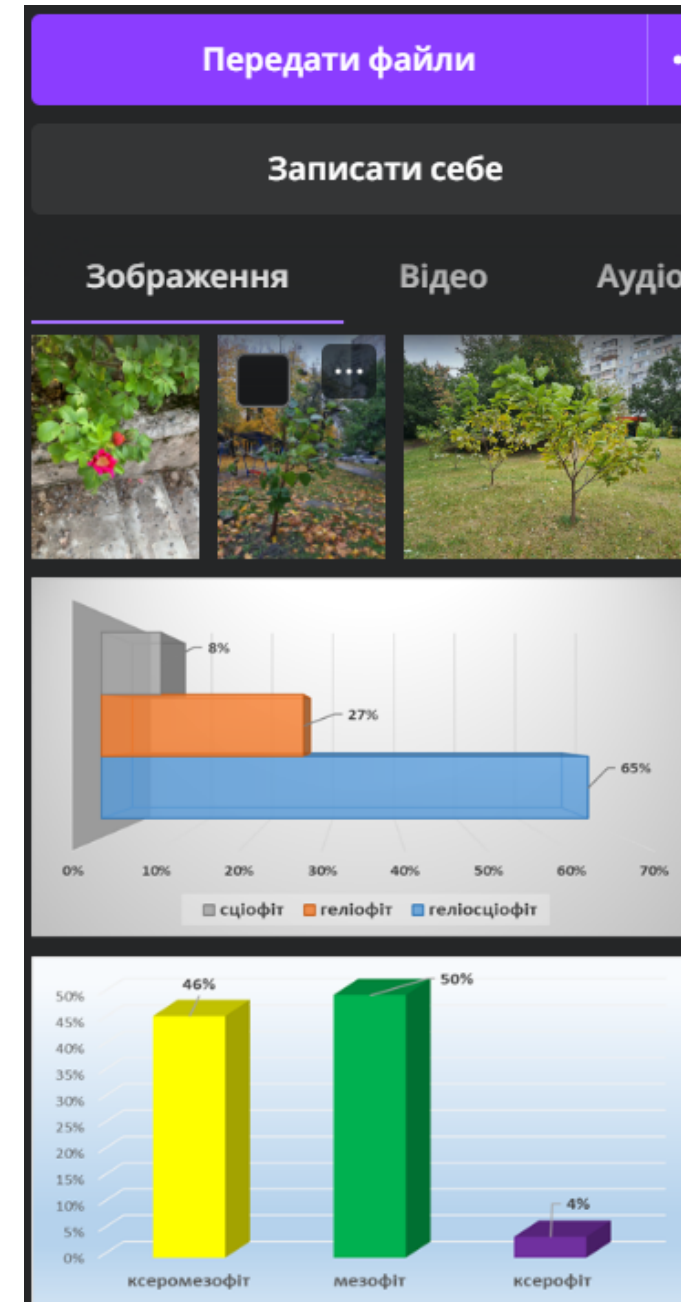 Передати файли
Записати себе
Зображення Відео Аудіо
8%
27%
65%
0% 10% 20% 30% 40% 50% 60% 70%
сціофіт геліофіт геліосціофіт
46%
50%
50%
45%
40%
35%
30%
25%
20%
15%
10%
4%
5%
0%
ксеромезофіт мезофіт ксерофіт